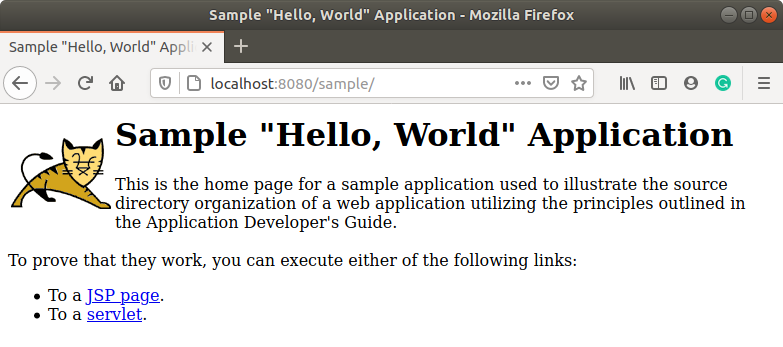 Sample "Hello, World" Application - Mozilla Firefox
Sample "Hello, World" Appli
localhost:8080/sample/
Sample "Hello, World" Application
This is the home page for a sample application used to illustrate the source
directory organization of a web application utilizing the principles outlined in
the Application Developer's Guide.
To prove that they work, you can execute either of the following links:
• To a JSP page.
• To a servlet.